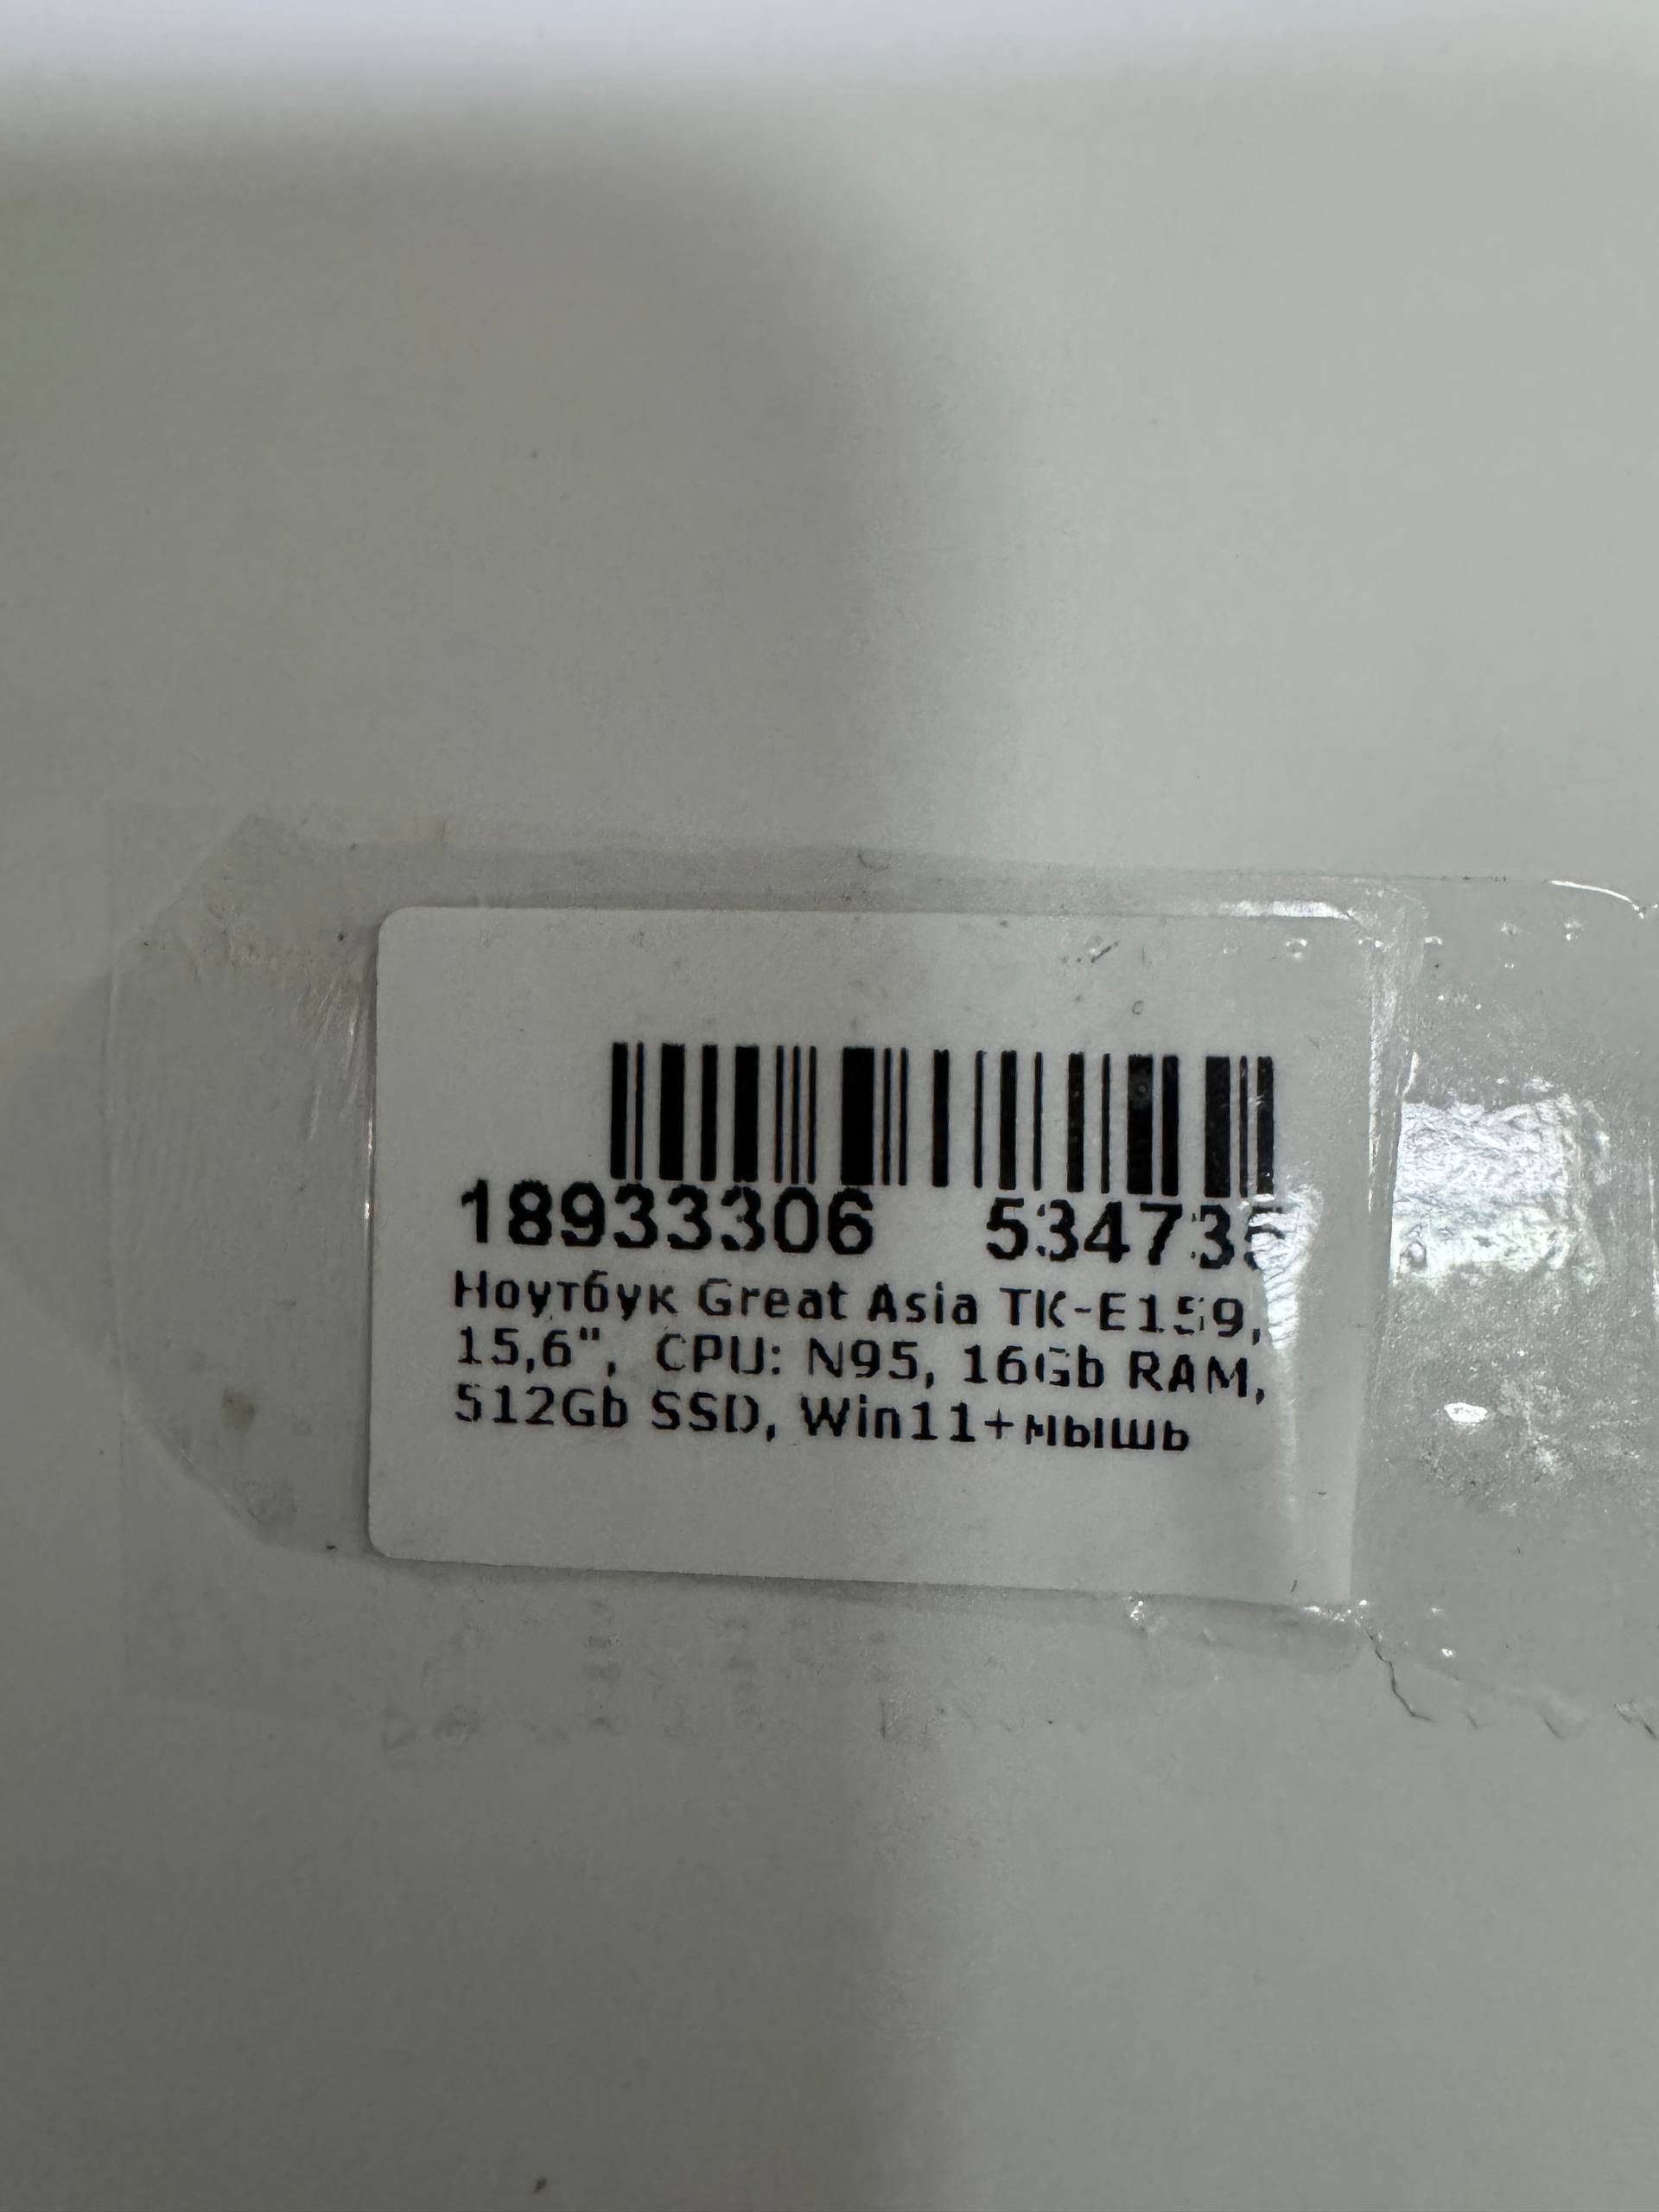 18933306 534735
Ноутбук Great Asia TK-E159,
15,6", CPU: N95, 16Gb RAM,
512Gb SSD, Win11+мышь